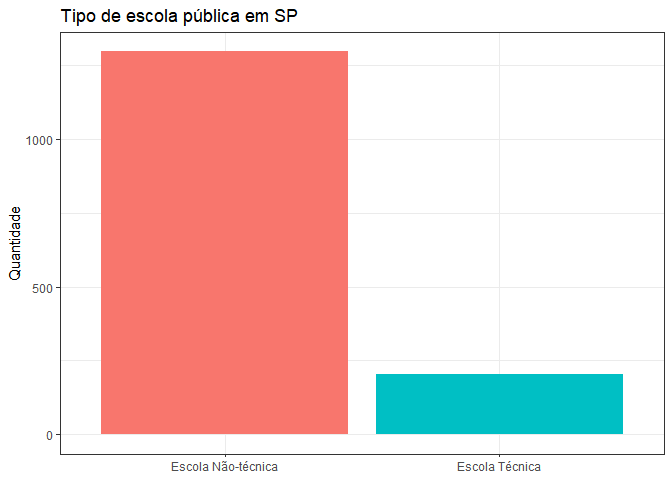 Tipo de escola pública em SP
Quantidade
1000
500
0
Escola Não-técnica
Escola Técnica